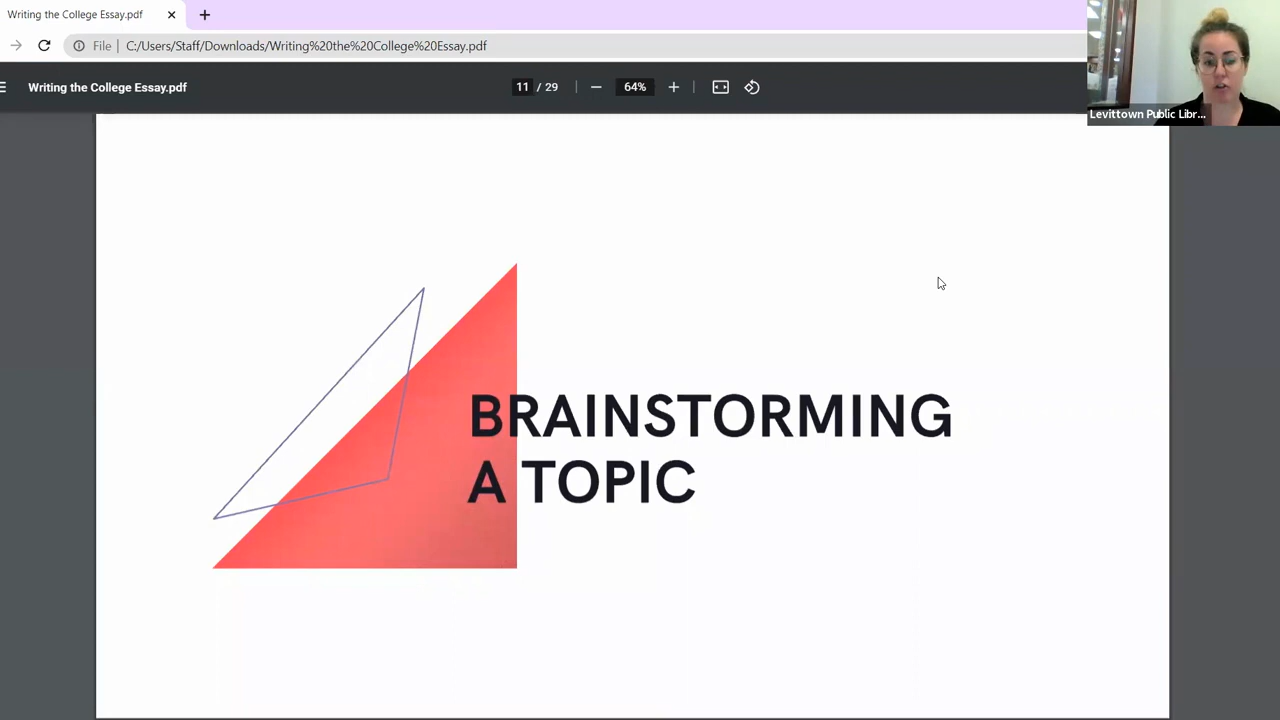 Writing the College Essay.pdf
File
C:/Users/Staff/Downloads/Writing%20the%20College%20Essay.pdf
Writing the College Essay.pdf
11 / 29
64%
Levittown Public Libr...
BRAINSTORMING
A TOPIC